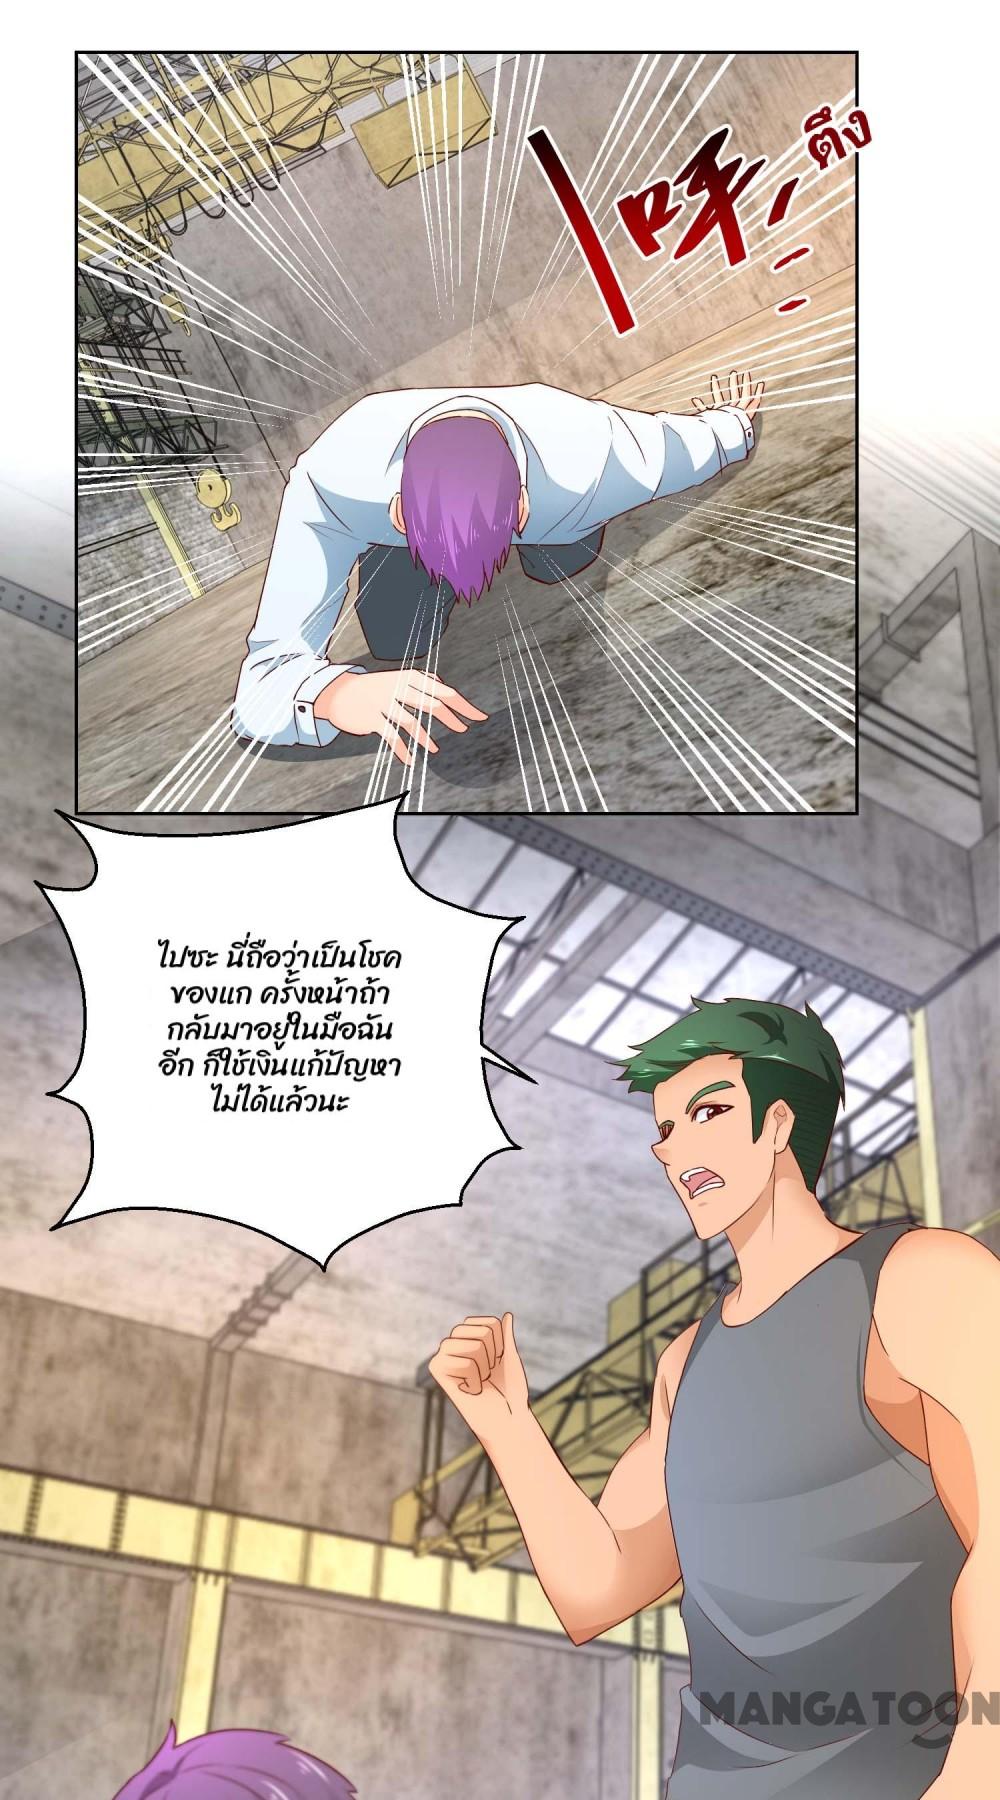 咚
ตึง
ไปซะ นี่ถือว่าเป็นโชค
ของแก ครั้งหน้าถ้า
กลับมาอยู่ในมือฉัน
อีก ก็ใช้เงินแก้ปัญหา
ไม่ได้แล้วนะ
MANGATOON